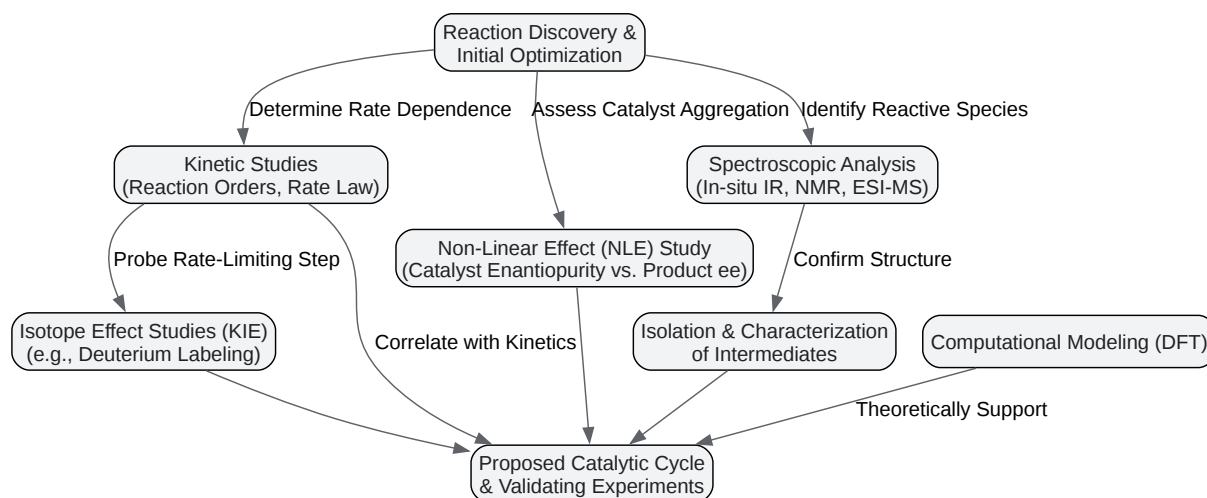 Reaction Discovery &
Initial Optimization
Determine Rate Dependence
Assess Catalyst Aggregation
Identify Reactive Species
Kinetic Studies
(Reaction Orders, Rate Law)
Spectroscopic Analysis
(In-situ IR, NMR, ESI-MS)
Probe Rate-Limiting Step
Non-Linear Effect (NLE) Study
(Catalyst Enantiopurity vs. Product ee)
Confirm Structure
Isotope Effect Studies (KIE)
(e.g., Deuterium Labeling)
Correlate with Kinetics
Isolation & Characterization
of Intermediates
Computational Modeling (DFT)
Theoretically Support
Proposed Catalytic Cycle
& Validating Experiments